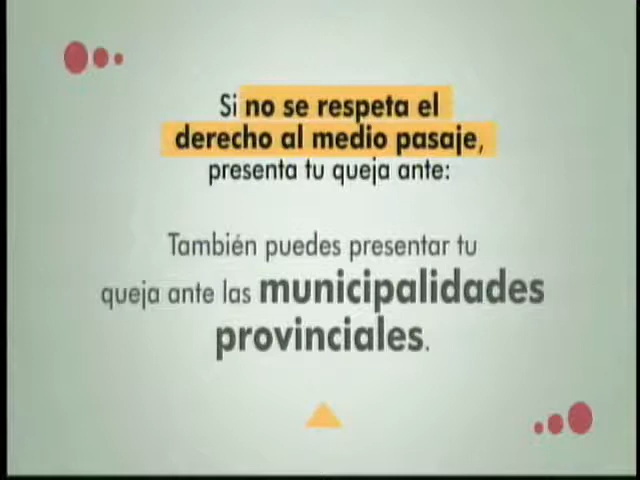 Si no se respeta el
derecho al medio pasaje,
presenta tu queja ante:
También puedes presentar tu
queja ante las municipalidades
provinciales.